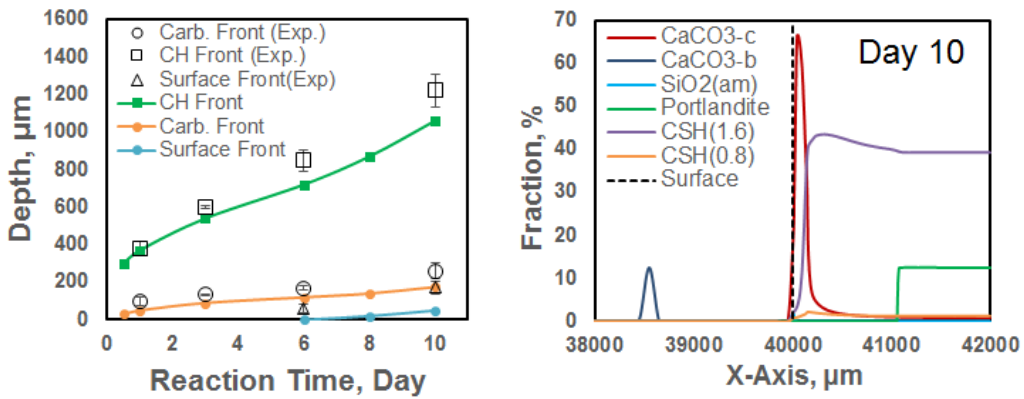 1600
1400
1200
1000
800
600
400
200
0
Depth, µm
Carb. Front (Exp.)
CH Front (Exp.)
Surface Front(Exp)
CH Front
Carb. Front
Surface Front
0 2 4 6 8 10
Reaction Time, Day
70
60
50
40
30
20
10
0
Fraction, %
CaCO3-c
CaCO3-b
SiO2(am)
Portlandite
CSH(1.6)
CSH(0.8)
Surface
Day 10
38000 39000 40000 41000 42000
X-Axis, µm